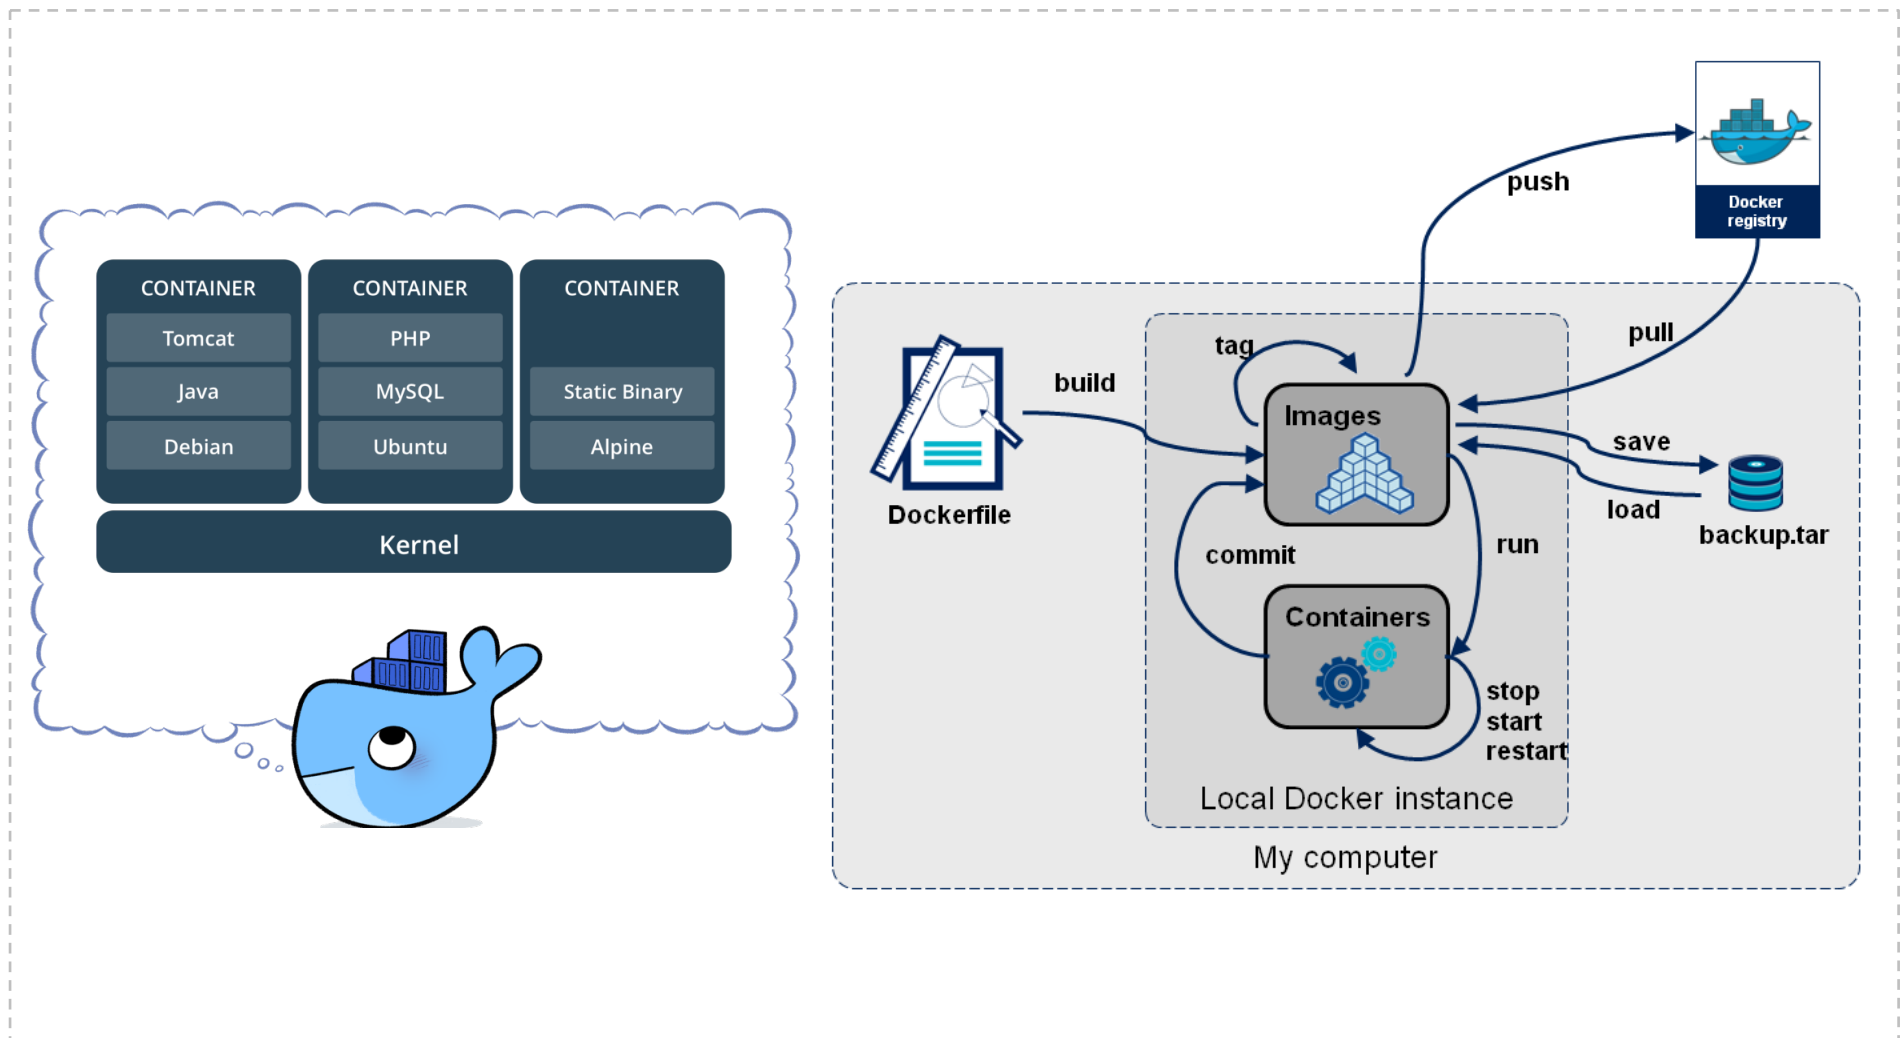 CONTAINER
Tomcat
Java
Debian
CONTAINER
PHP
MySQL
Ubuntu
CONTAINER
Static Binary
Alpine
Kernel
Docker
registry
push
pull
build
tag
Images
save
load
backup.tar
Dockerfile
commit
run
Containers
stop
start
restart
Local Docker instance
My computer